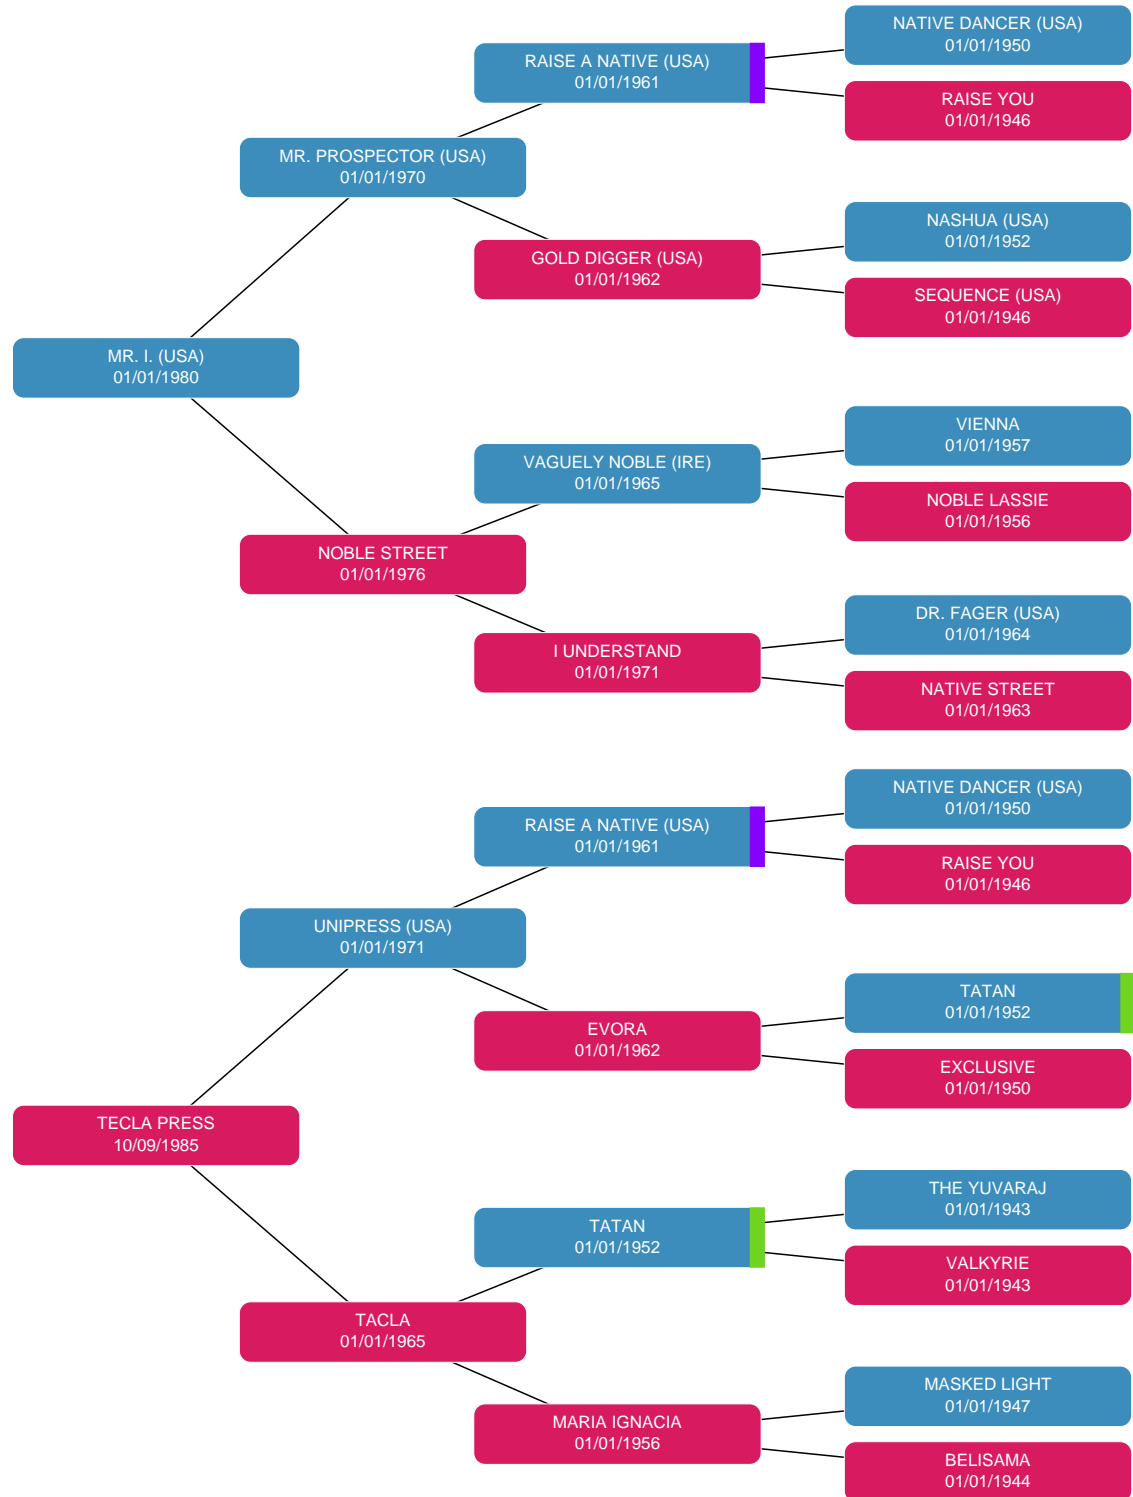 NATIVE DANCER (USA)
01/01/1950
RAISE A NATIVE (USA)
01/01/1961
RAISE YOU
01/01/1946
MR. PROSPECTOR (USA)
01/01/1970
NASHUA (USA)
01/01/1952
GOLD DIGGER (USA)
01/01/1962
SEQUENCE (USA)
01/01/1946
MR. I. (USA)
01/01/1980
VIENNA
01/01/1957
VAGUELY NOBLE (IRE)
01/01/1965
NOBLE LASSIE
01/01/1956
NOBLE STREET
01/01/1976
DR. FAGER (USA)
01/01/1964
I UNDERSTAND
01/01/1971
NATIVE STREET
01/01/1963
NATIVE DANCER (USA)
01/01/1950
RAISE A NATIVE (USA)
01/01/1961
RAISE YOU
01/01/1946
UNIPRESS (USA)
01/01/1971
TATAN
01/01/1952
EVORA
01/01/1962
EXCLUSIVE
01/01/1950
TECLA PRESS
10/09/1985
THE YUVARAJ
01/01/1943
TATAN
01/01/1952
VALKYRIE
01/01/1943
TACLA
01/01/1965
MASKED LIGHT
01/01/1947
MARIA IGNACIA
01/01/1956
BELISAMA
01/01/1944